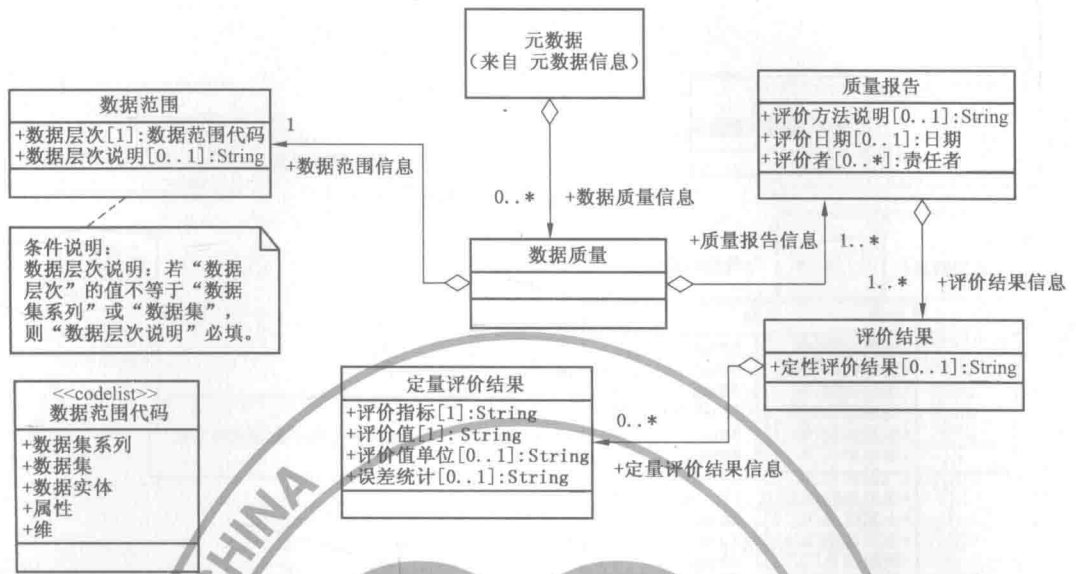 元数据
（来自 元数据信息）
数据范围
+数据层次[1]:数据范围代码
+数据层次说明[0..1]:String
1
+数据范围信息
质量报告
+评价方法说明[0..1]:String
+评价日期[0..1]:日期
+评价者[0..*]:责任者
0..*
+数据质量信息
条件说明：
数据层次说明：若“数据
层次”的值不等于“数据
集系列”或“数据集”，
则“数据层次说明”必填。
数据质量
+质量报告信息 1..*
1..*
+评价结果信息
评价结果
+定性评价结果[0..1]:String
<<codelist>>
数据范围代码
+数据集系列
+数据集
+数据实体
+属性
+维
定量评价结果
+评价指标[1]:String
+评价值[1]:String
+评价值单位[0..1]:String
+误差统计[0..1]:String
0..*
+定量评价结果信息
CHINA